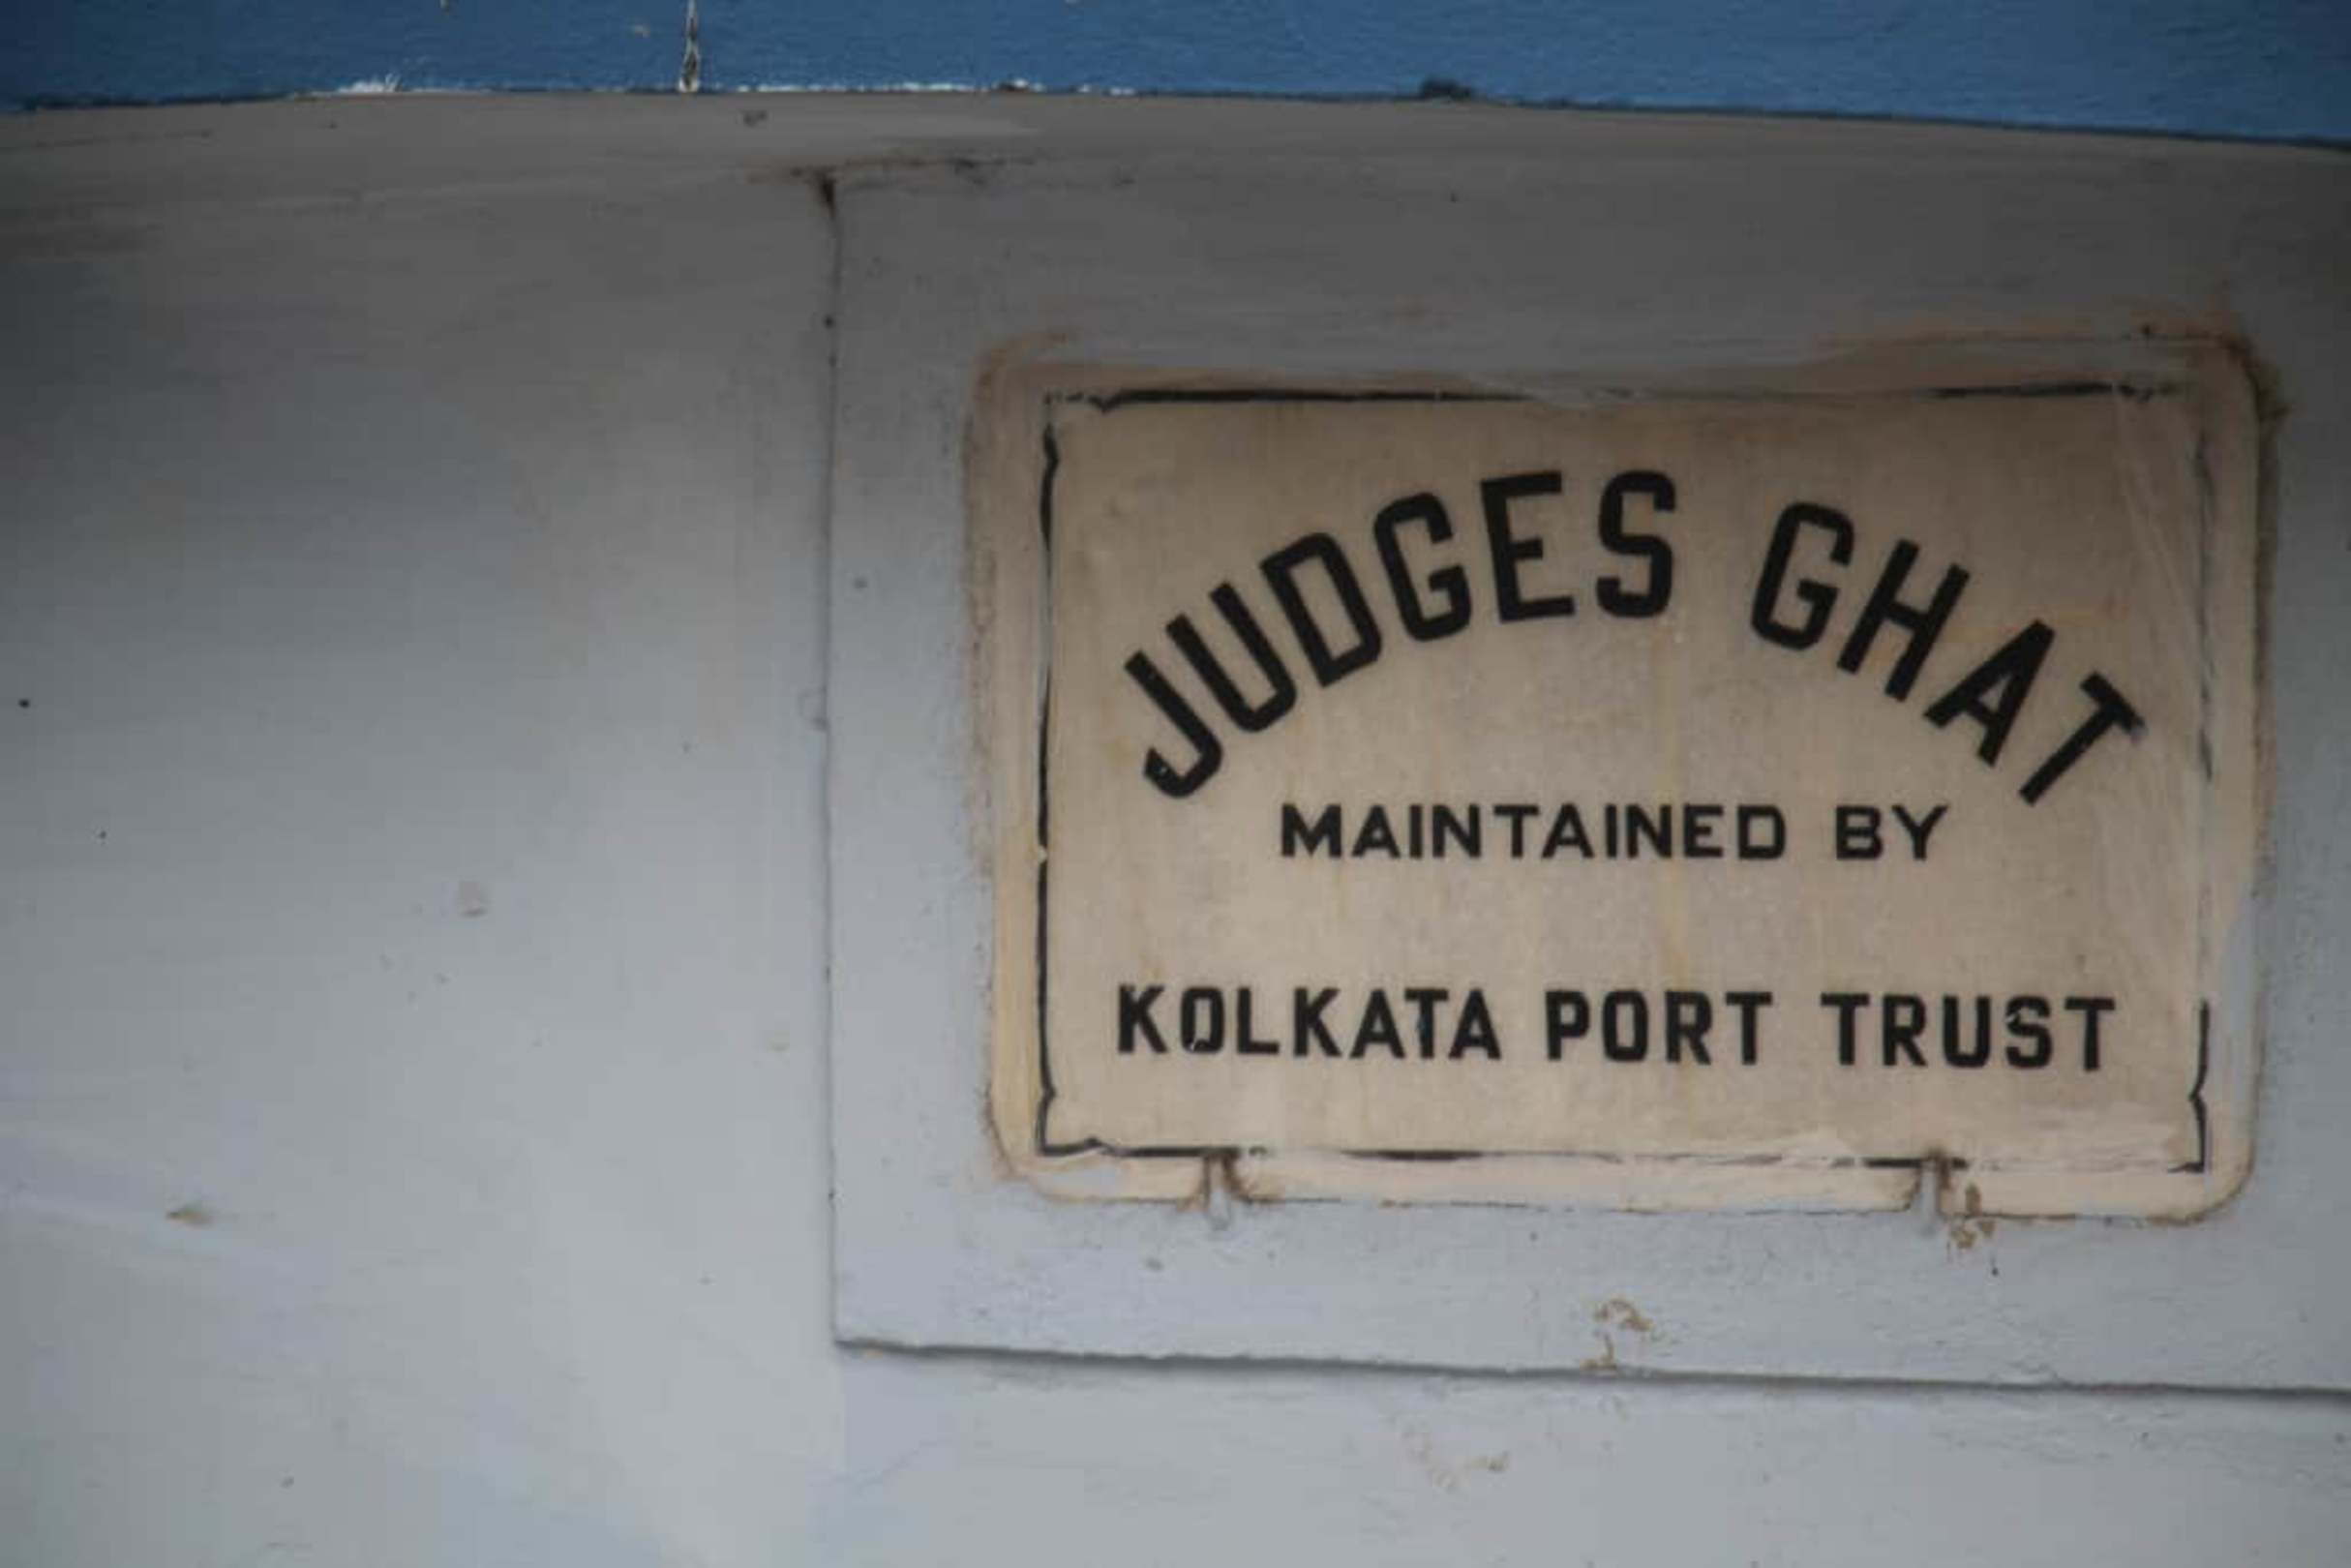 JUDGES GHAT
MAINTAINED BY
KOLKATA PORT TRUST